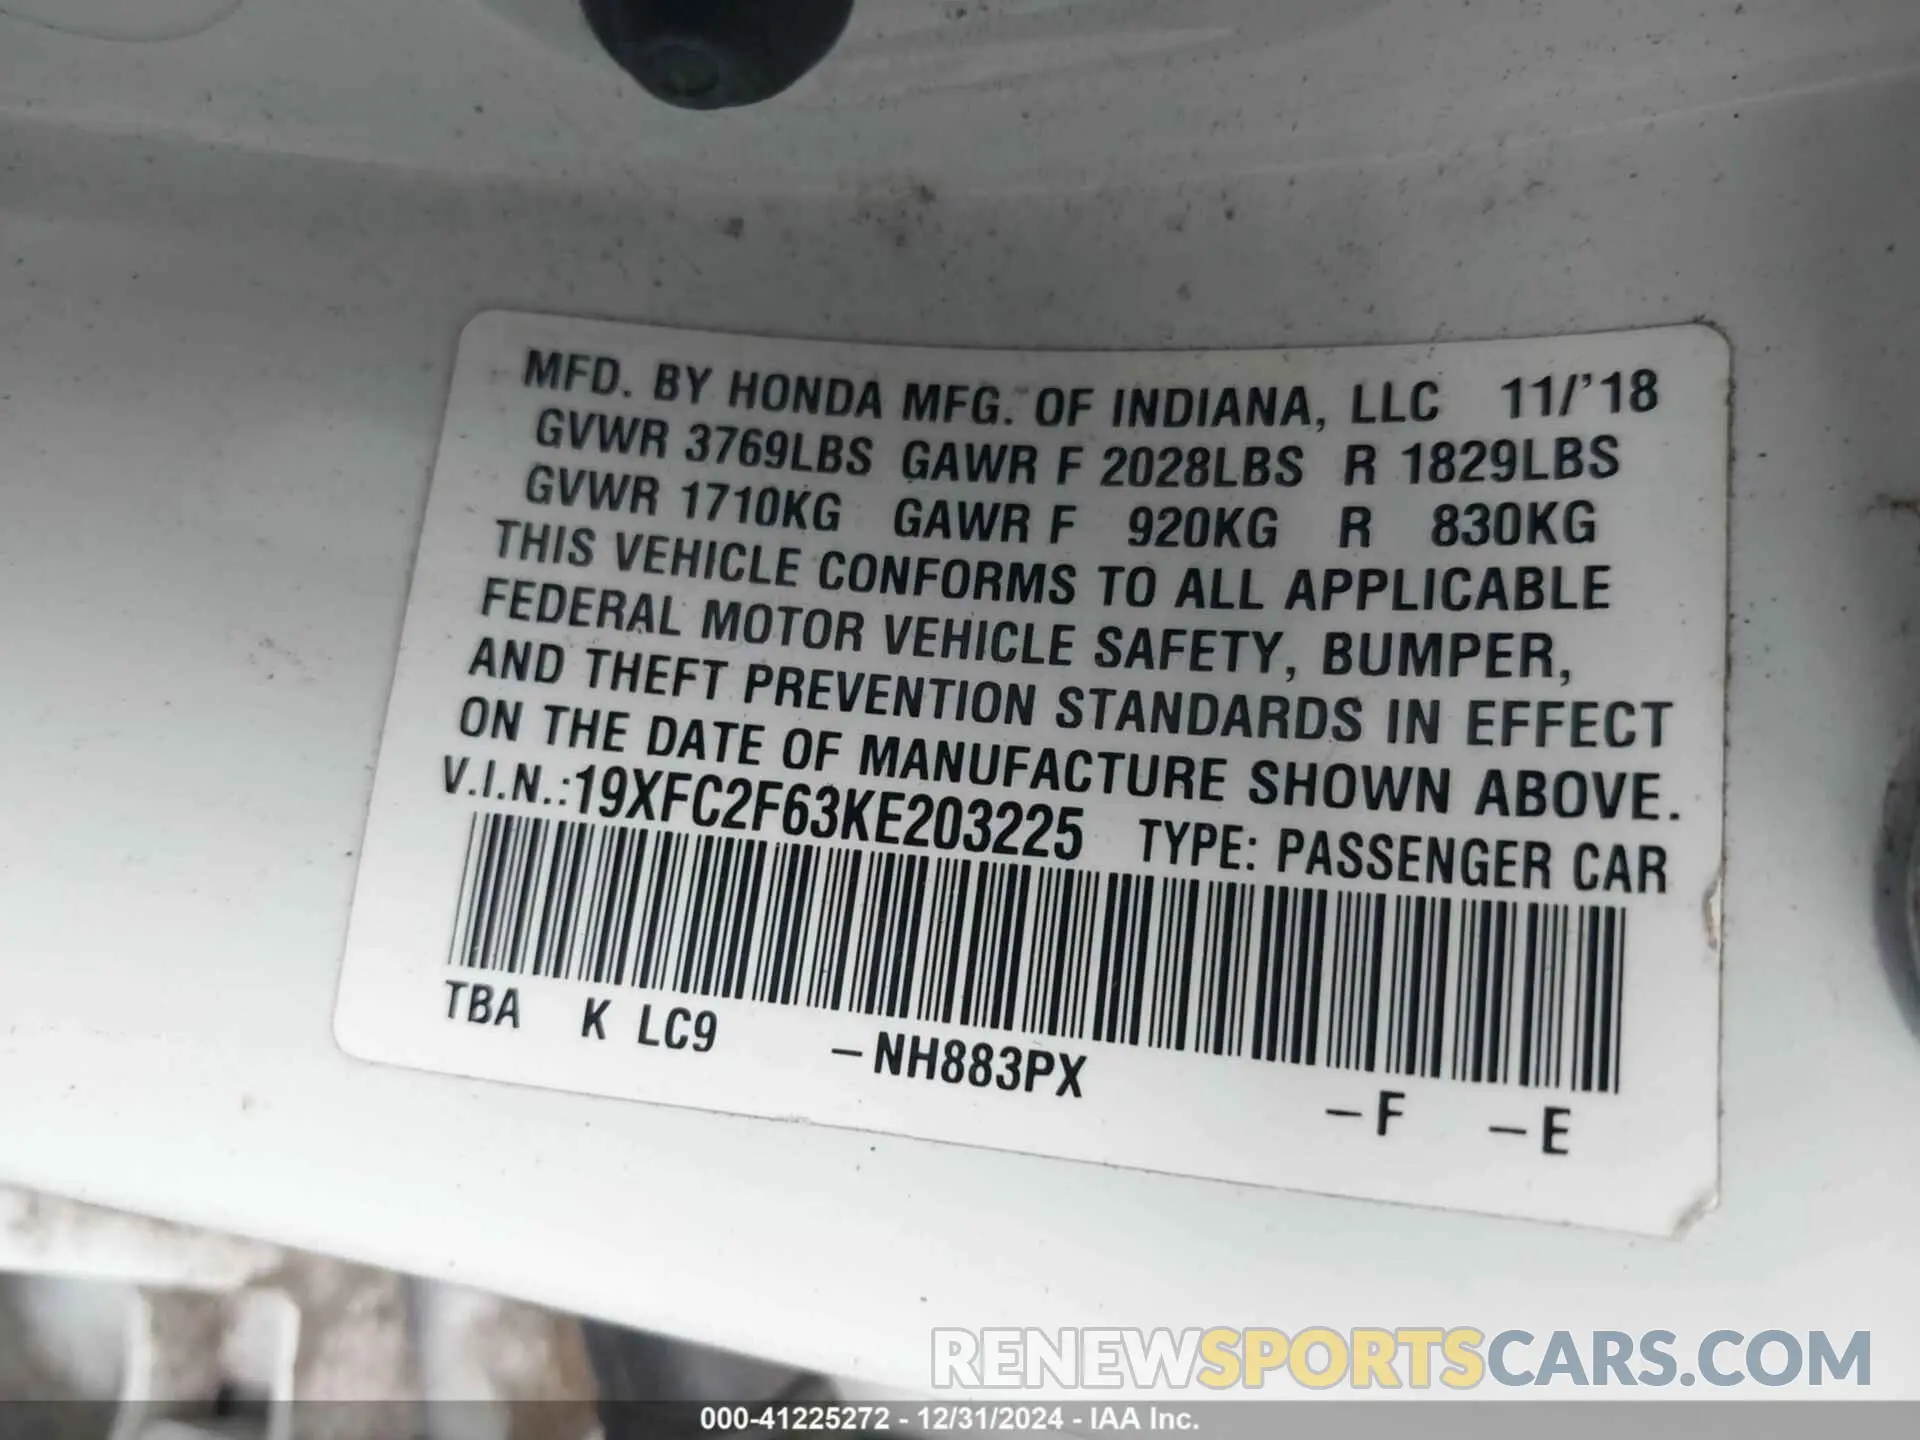 MFD. BY HONDA MFG. OF INDIANA, LLC 11/'18
GVWR 3769LBS GAWR F 2028LBS R 1829LBS
GVWR 1710KG GAWR F 920KG R 830KG
THIS VEHICLE CONFORMS TO ALL APPLICABLE
FEDERAL MOTOR VEHICLE SAFETY, BUMPER,
AND THEFT PREVENTION STANDARDS IN EFFECT
ON THE DATE OF MANUFACTURE SHOWN ABOVE.
V.I.N.:19XFC2F63KE203225 TYPE: PASSENGER CAR
TBA K LC9 –NH883PX –F –E
RENEWSPORTSCARS.COM
000-41225272 - 12/31/2024 - IAA Inc.